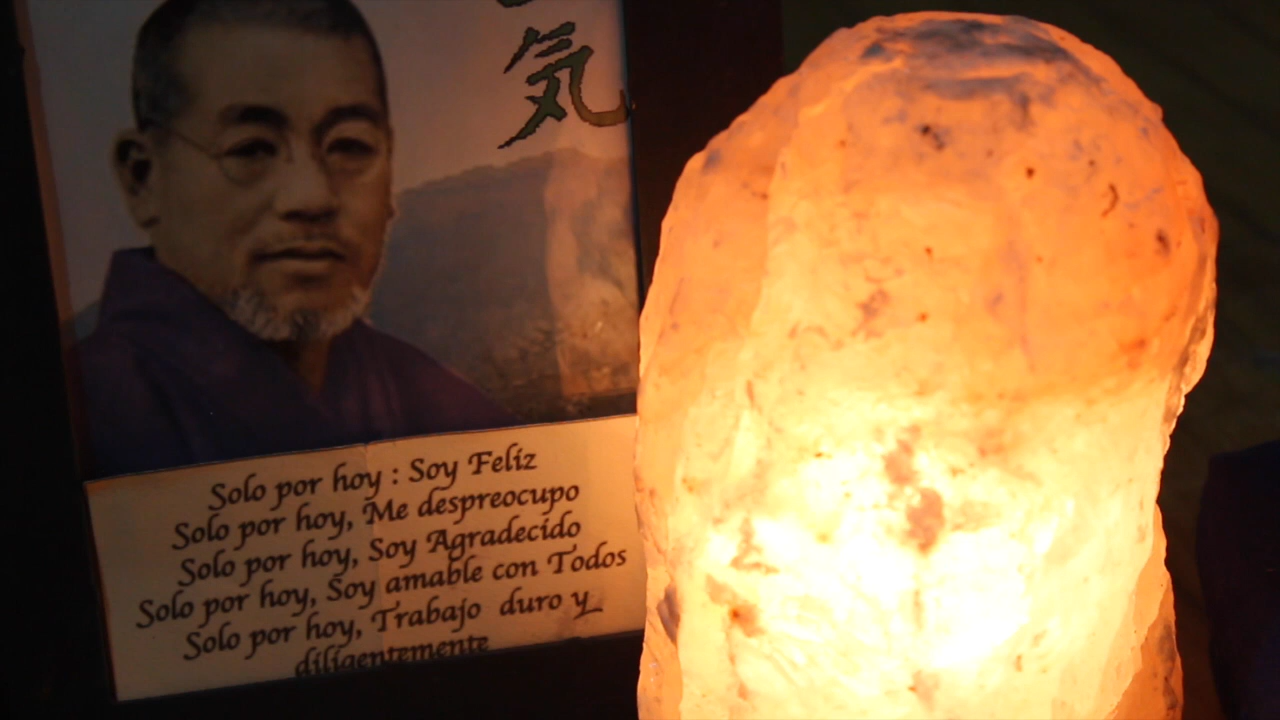 気
Solo por hoy : Soy Feliz
Solo por hoy, Me despreocupo
Solo por hoy, Soy Agradecido
Solo por hoy, Soy amable con Todos
Solo por hoy, Trabajo duro y
diligentemente